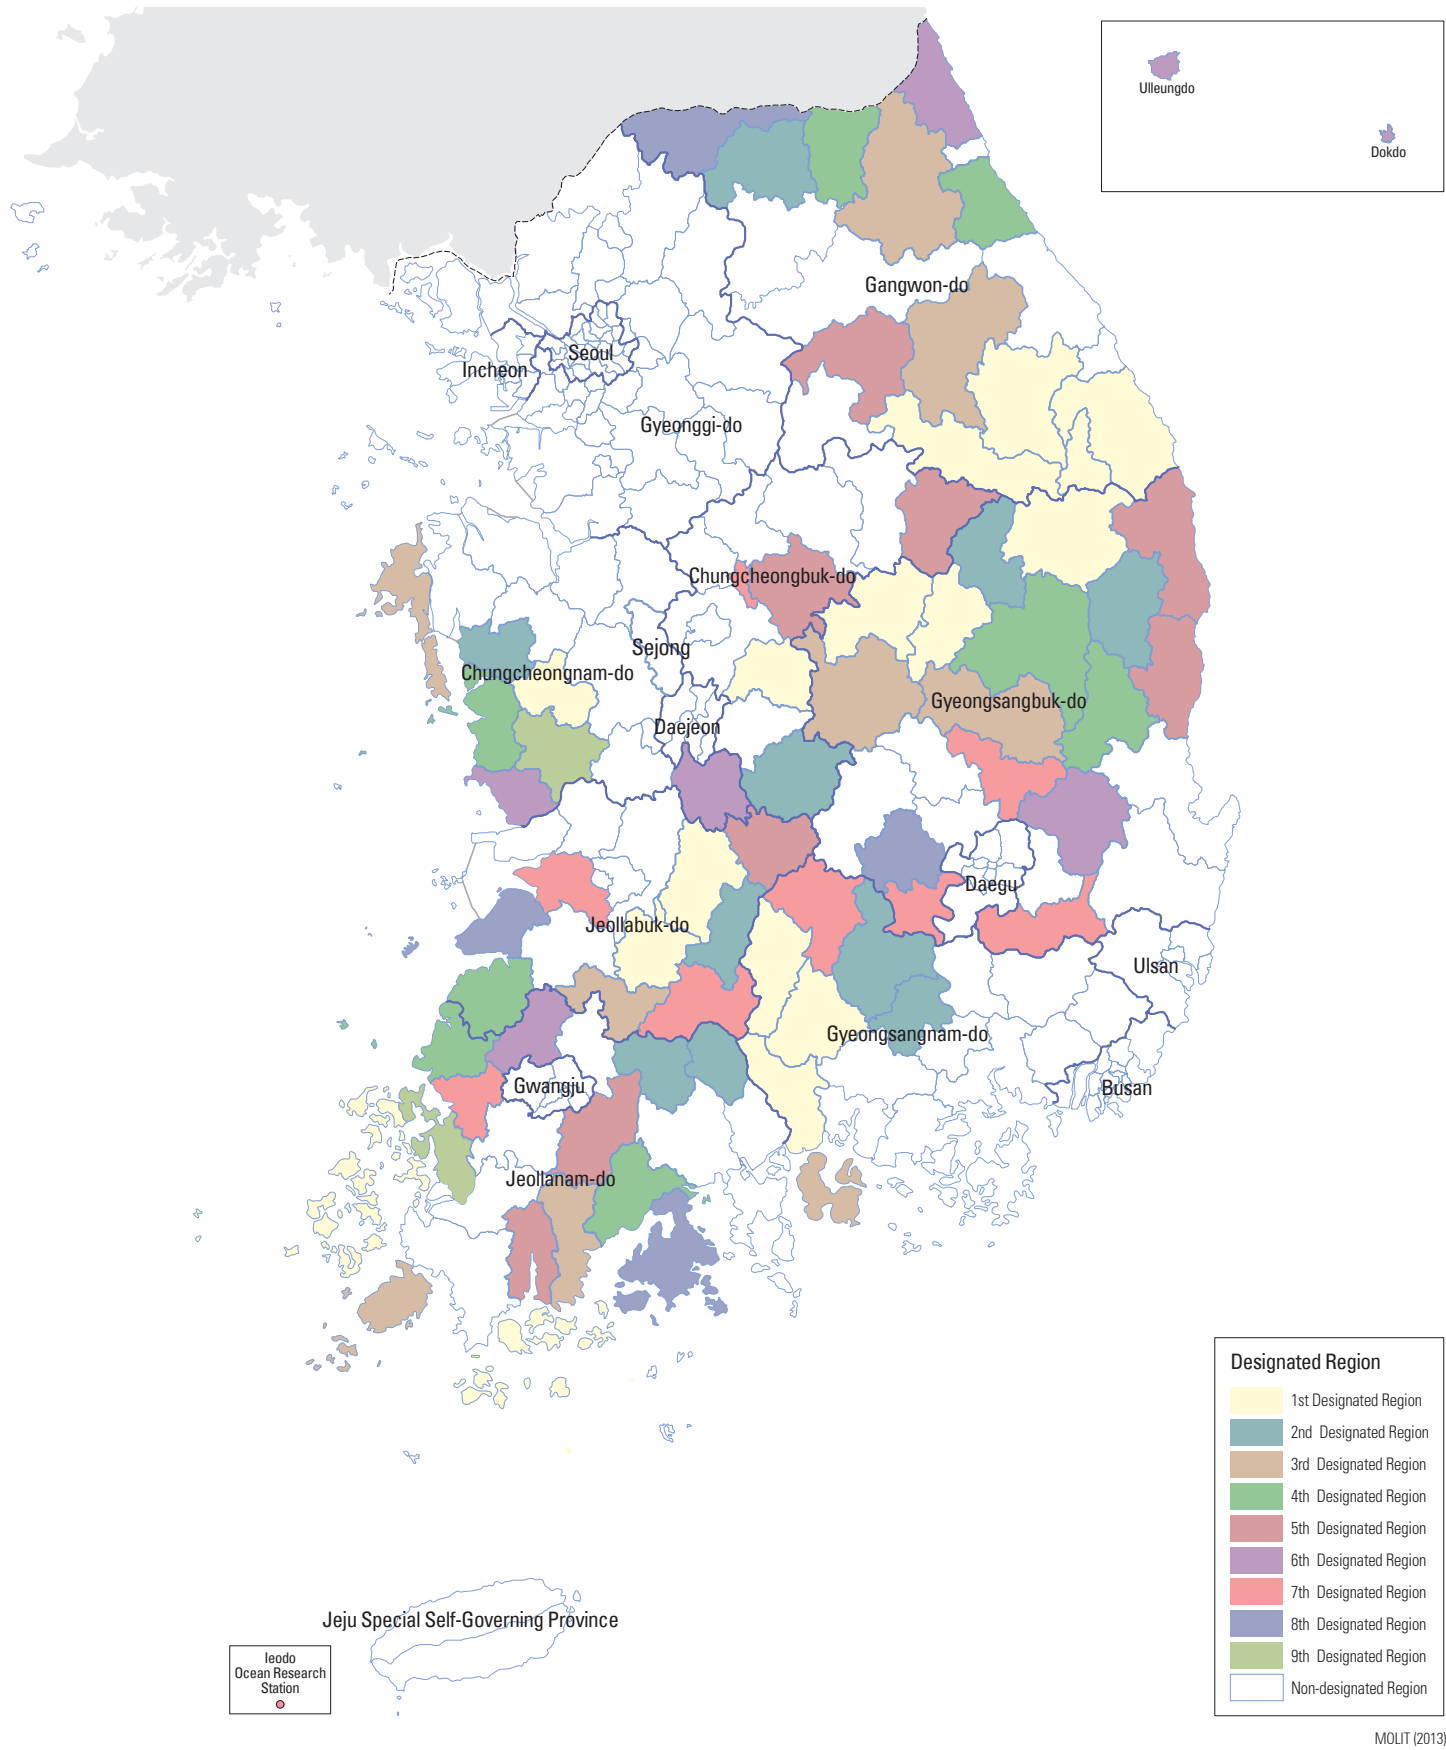 Ulleungdo
Dokdo
Gangwon-do
Seoul
Incheon
Gyeonggi-do
Chungcheongbuk-do
Sejong
Chungcheongnam-do
Gyeongsangbuk-do
Daejeon
Daegu
Jeollabuk-do
Ulsan
Gyeongsangnam-do
Gwangju
Busan
Jeollanam-do
Designated Region
1st Designated Region
2nd Designated Region
3rd Designated Region
4th Designated Region
5th Designated Region
6th Designated Region
7th Designated Region
8th Designated Region
9th Designated Region
Non-designated Region
Jeju Special Self-Governing Province
Ieodo
Ocean Research
Station
MOLIT (2013)